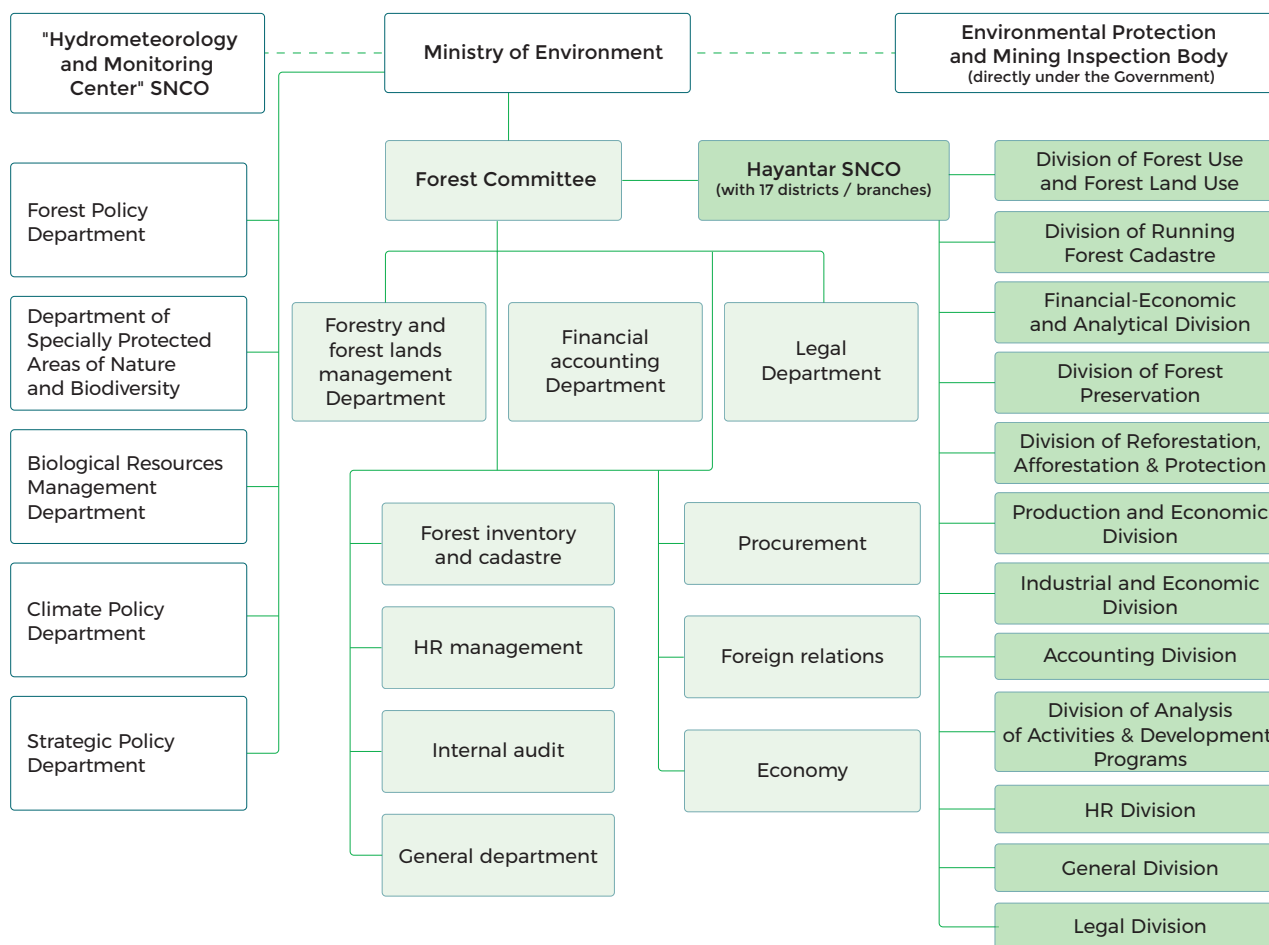 "Hydrometeorology
and Monitoring
Center" SNCO
Ministry of Environment
Environmental Protection
and Mining Inspection Body
(directly under the Government)
Forest Policy
Department
Department of
Specially Protected
Areas of Nature
and Biodiversity
Biological Resources
Management
Department
Climate Policy
Department
Strategic Policy
Department
Forest Committee
Hayantar SNCO
(with 17 districts / branches)
Forestry and
forest lands
management
Department
Financial
accounting
Department
Legal
Department
Forest inventory
and cadastre
HR management
Internal audit
General department
Procurement
Foreign relations
Economy
Division of Forest Use
and Forest Land Use
Division of Running
Forest Cadastre
Financial-Economic
and Analytical Division
Division of Forest
Preservation
Division of Reforestation,
Afforestation & Protection
Production and Economic
Division
Industrial and Economic
Division
Accounting Division
Division of Analysis
of Activities & Development
Programs
HR Division
General Division
Legal Division